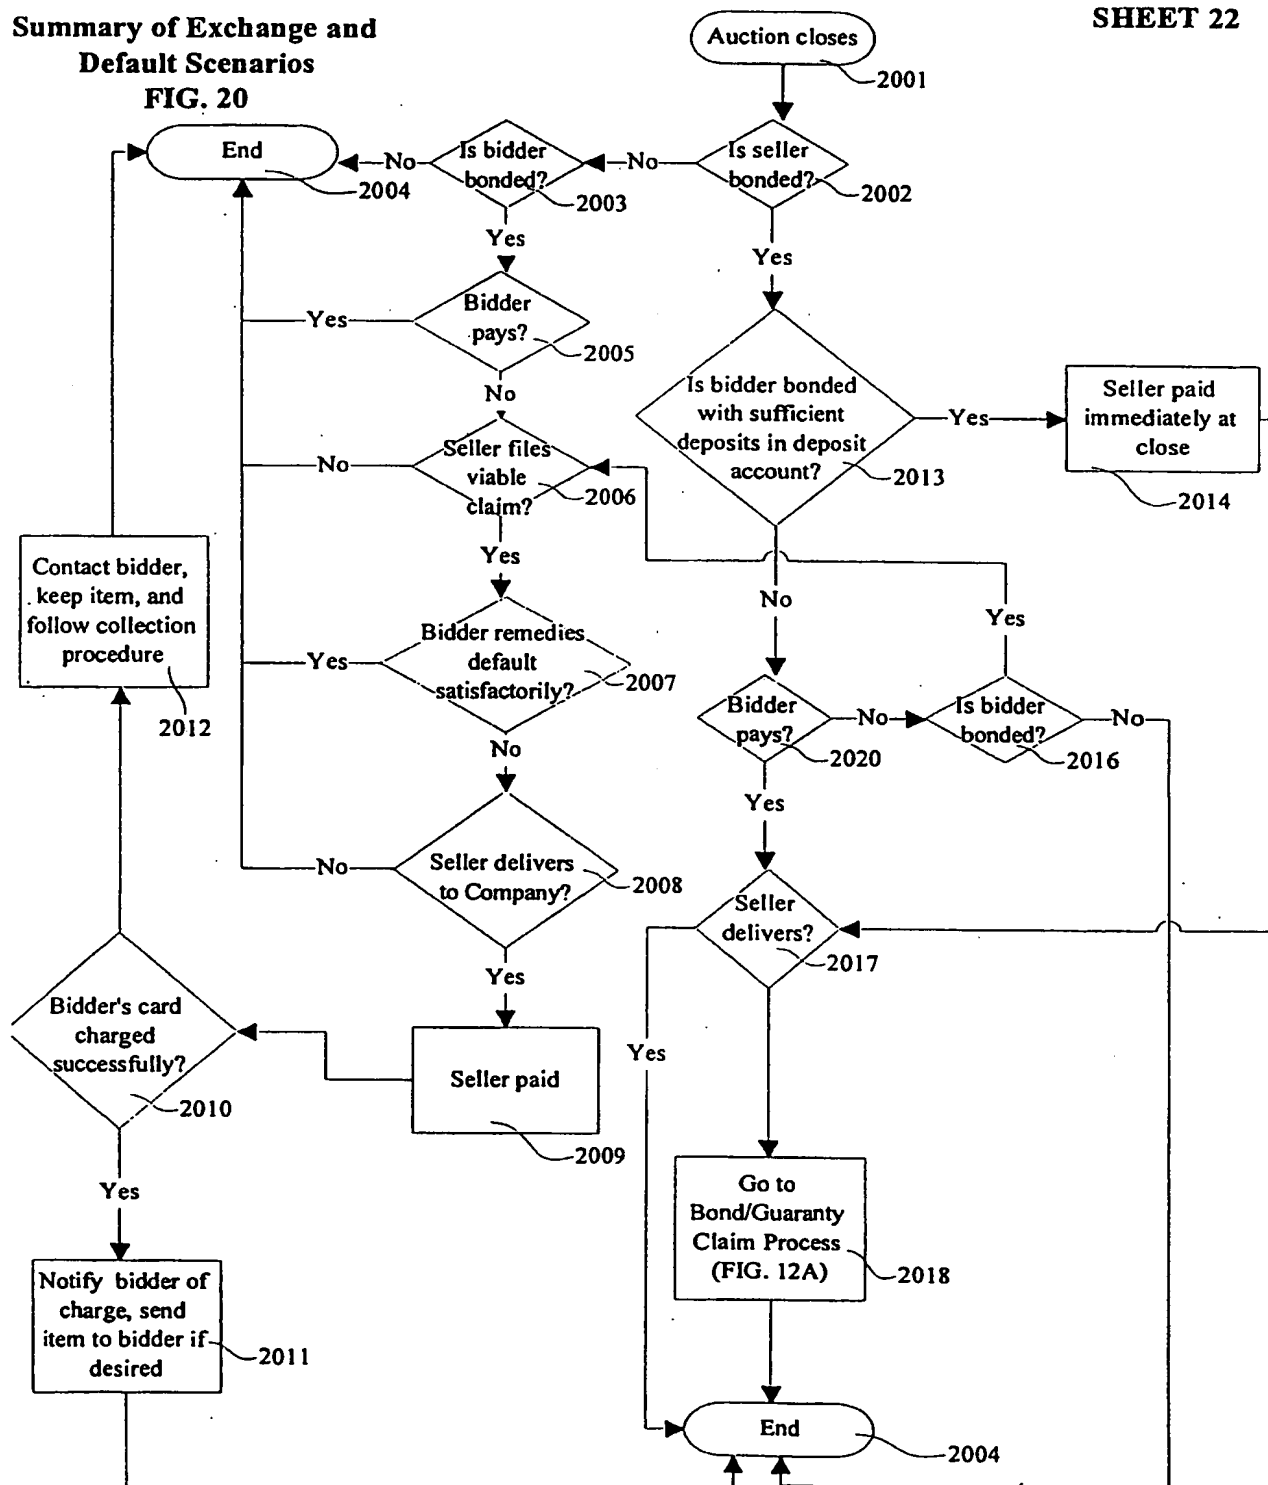 Summary of Exchange and
Default Scenarios
FIG. 20
SHEET 22
Auction closes
2001
Is seller
bonded?
2002
No
Is bidder
bonded?
2003
No
End
2004
Yes
Yes
Bidder
pays?
2005
Yes
No
Seller files
viable
claim?
2006
No
Yes
Bidder remedies
default
satisfactorily?
2007
Yes
No
Seller delivers
to Company?
2008
No
Yes
Seller paid
2009
Bidder's card
charged
successfully?
2010
Yes
Notify bidder of
charge, send
item to bidder if
desired
2011
Contact bidder,
keep item, and
follow collection
procedure
2012
Is bidder bonded
with sufficient
deposits in deposit
account?
2013
Yes
Seller paid
immediately at
close
2014
No
Bidder
pays?
2020
No
Is bidder
bonded?
2016
Yes
No
Yes
Seller
delivers?
2017
Yes
Go to
Bond/Guaranty
Claim Process
(FIG. 12A)
2018
End
2004